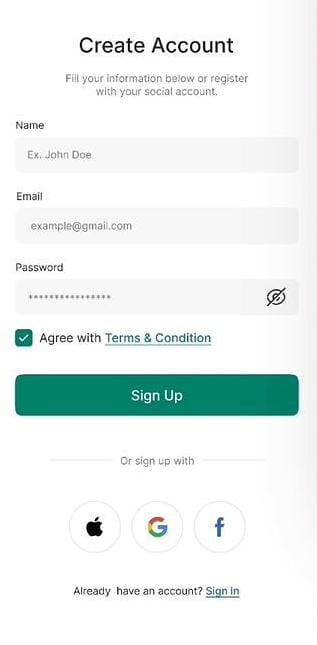 Create Account
Fill your information below or register
with your social account.
Name
Ex. John Doe
Email
example@gmail.com
Password
****************
Agree with Terms & Condition
Sign Up
Or sign up with
Already have an account? Sign In